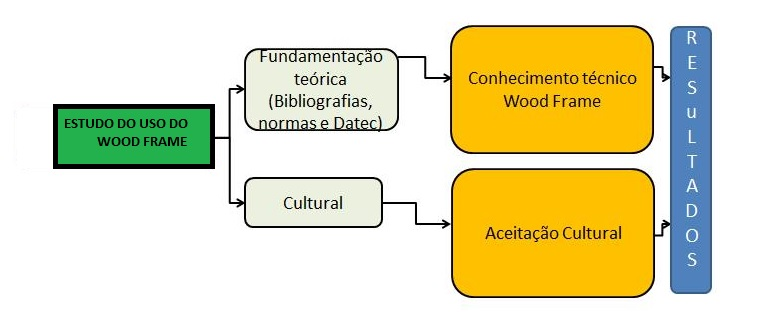 ESTUDO DO USO DO
WOOD FRAME
Fundamentação
teórica
(Bibliografias,
normas e Datec)
Conhecimento técnico
Wood Frame
Cultural
Aceitação Cultural
R
E
S
u
L
T
A
D
O
S